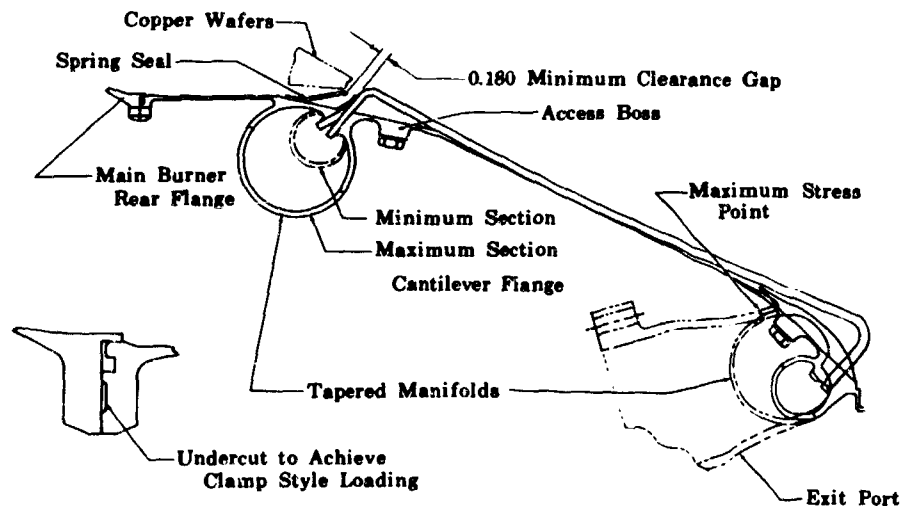 Copper Wafers
Spring Seal
0.180 Minimum Clearance Gap
Access Boss
Main Burner
Rear Flange
Maximum Stress
Point
Minimum Section
Maximum Section
Cantilever Flange
Tapered Manifolds
Undercut to Achieve
Clamp Style Loading
Exit Port